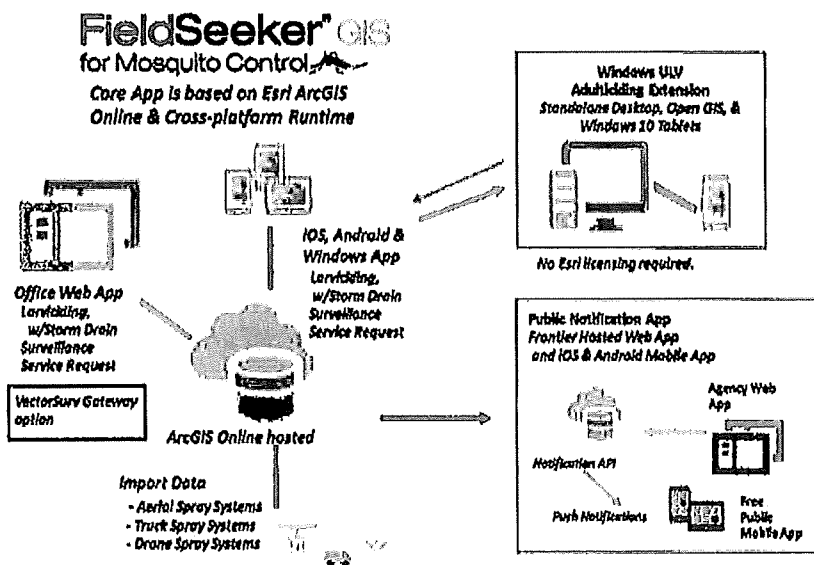 FieldSeeker GIS
for Mosquito Control
Core App is based on Esri ArcGIS
Online & Cross-platform Runtime
Windows ULV
Adulticiding Extension
Standalone Desktop, Open GIS, &
Windows 10 Tablets
No Esri licensing required.
iOS, Android &
Windows App
Larviciding,
w/Storm Drain
Surveillance
Service Request
Office Web App
Larviciding,
w/Storm Drain
Surveillance
Service Request
VectorSurv Gateway
option
ArcGIS Online hosted
Import Data
- Aerial Spray Systems
- Truck Spray Systems
- Drone Spray Systems
Public Notification App
Frontier Hosted Web App
and iOS & Android Mobile App
Agency Web
App
Notification API
Push Notifications
Free
Public
Mobile App